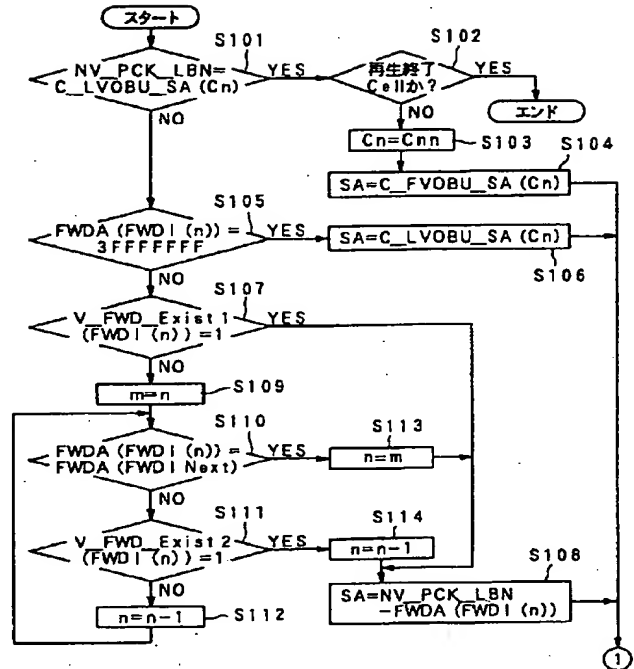 スタート
S101
NV_PCK_LBN=
C_LVOBU_SA(Cn)
YES
NO
S102
再生終了
Cellか?
YES
NO
エンド
Cn=Cnn
S103
S104
SA=C_FVOBU_SA(Cn)
S105
FWDA(FWDI(n))=
3FFFFFFF
YES
NO
SA=C_LVOBU_SA(Cn)
S106
S107
V_FWD_Exist1
(FWDI(n))=1
YES
NO
m=n
S109
S110
FWDA(FWDI(n))=
FWDA(FWDI Next)
YES
NO
S113
n=m
S111
V_FWD_Exist2
(FWDI(n))=1
YES
NO
S114
n=n-1
n=n-1
S112
S108
SA=NV_PCK_LBN
-FWDA(FWDI(n))
1